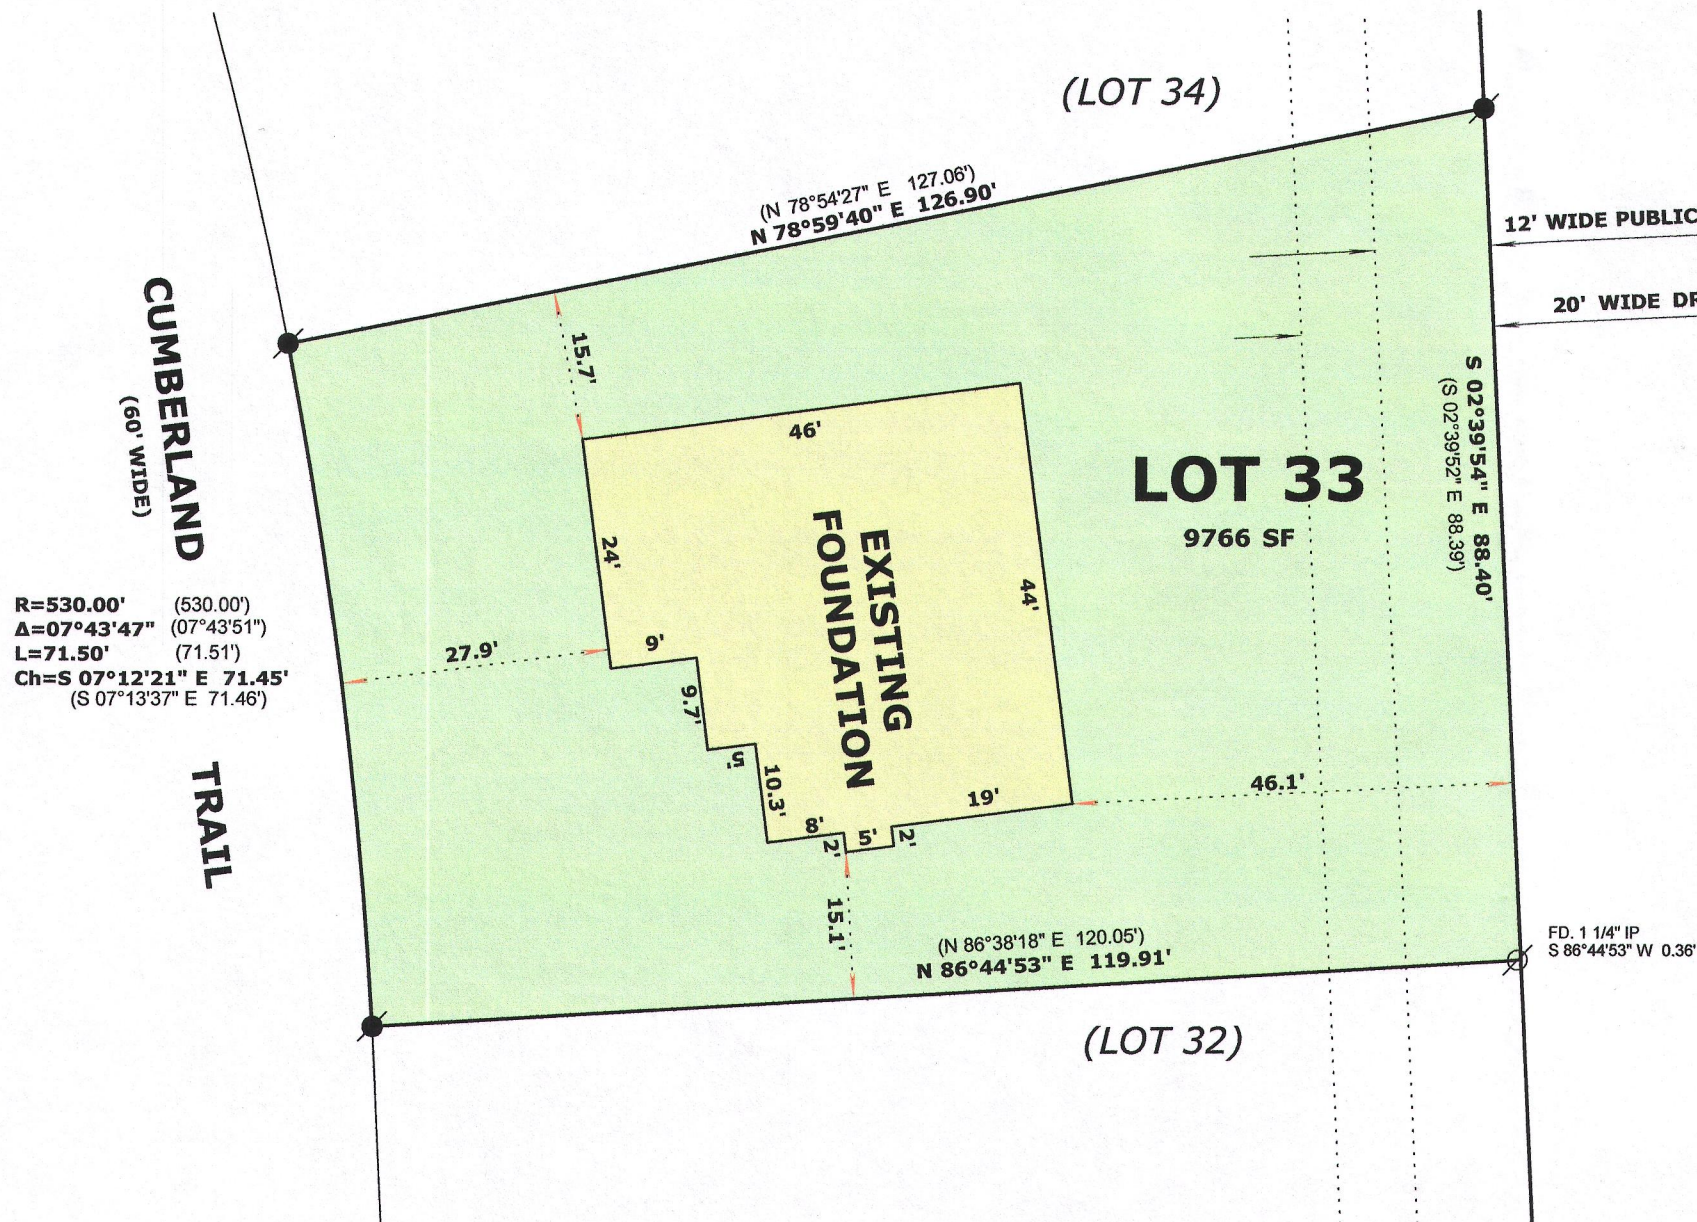 (LOT 34)
(N 78°54'27" E 127.06')
N 78°59'40" E 126.90'
12' WIDE PUBLIC
20' WIDE DR
CUMBERLAND
(60' WIDE)
TRAIL
15.7'
46'
S 02°39'54" E 88.40'
(S 02°39'52" E 88.39')
LOT 33
9766 SF
EXISTING
FOUNDATION
24'
44'
R=530.00' (530.00')
Δ=07°43'47" (07°43'51")
L=71.50' (71.51')
Ch=S 07°12'21" E 71.45'
(S 07°13'37" E 71.46')
27.9'
9'
9.7'
5'
10.3'
8'
2'
5'
2'
19'
46.1'
15.1'
(N 86°38'18" E 120.05')
N 86°44'53" E 119.91'
FD. 1 1/4" IP
S 86°44'53" W 0.36'
(LOT 32)